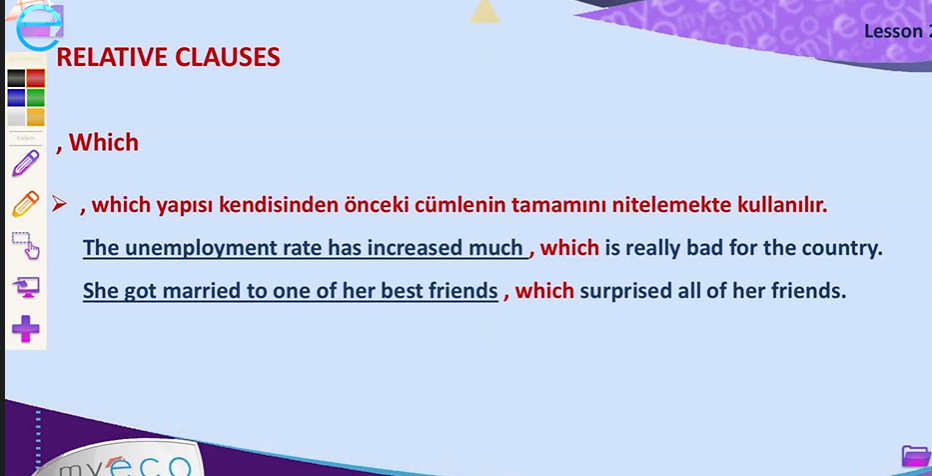 Lesson 2
RELATIVE CLAUSES
, Which
➢ , which yapısı kendisinden önceki cümlenin tamamını nitelemekte kullanılır.
The unemployment rate has increased much , which is really bad for the country.
She got married to one of her best friends , which surprised all of her friends.
myeco